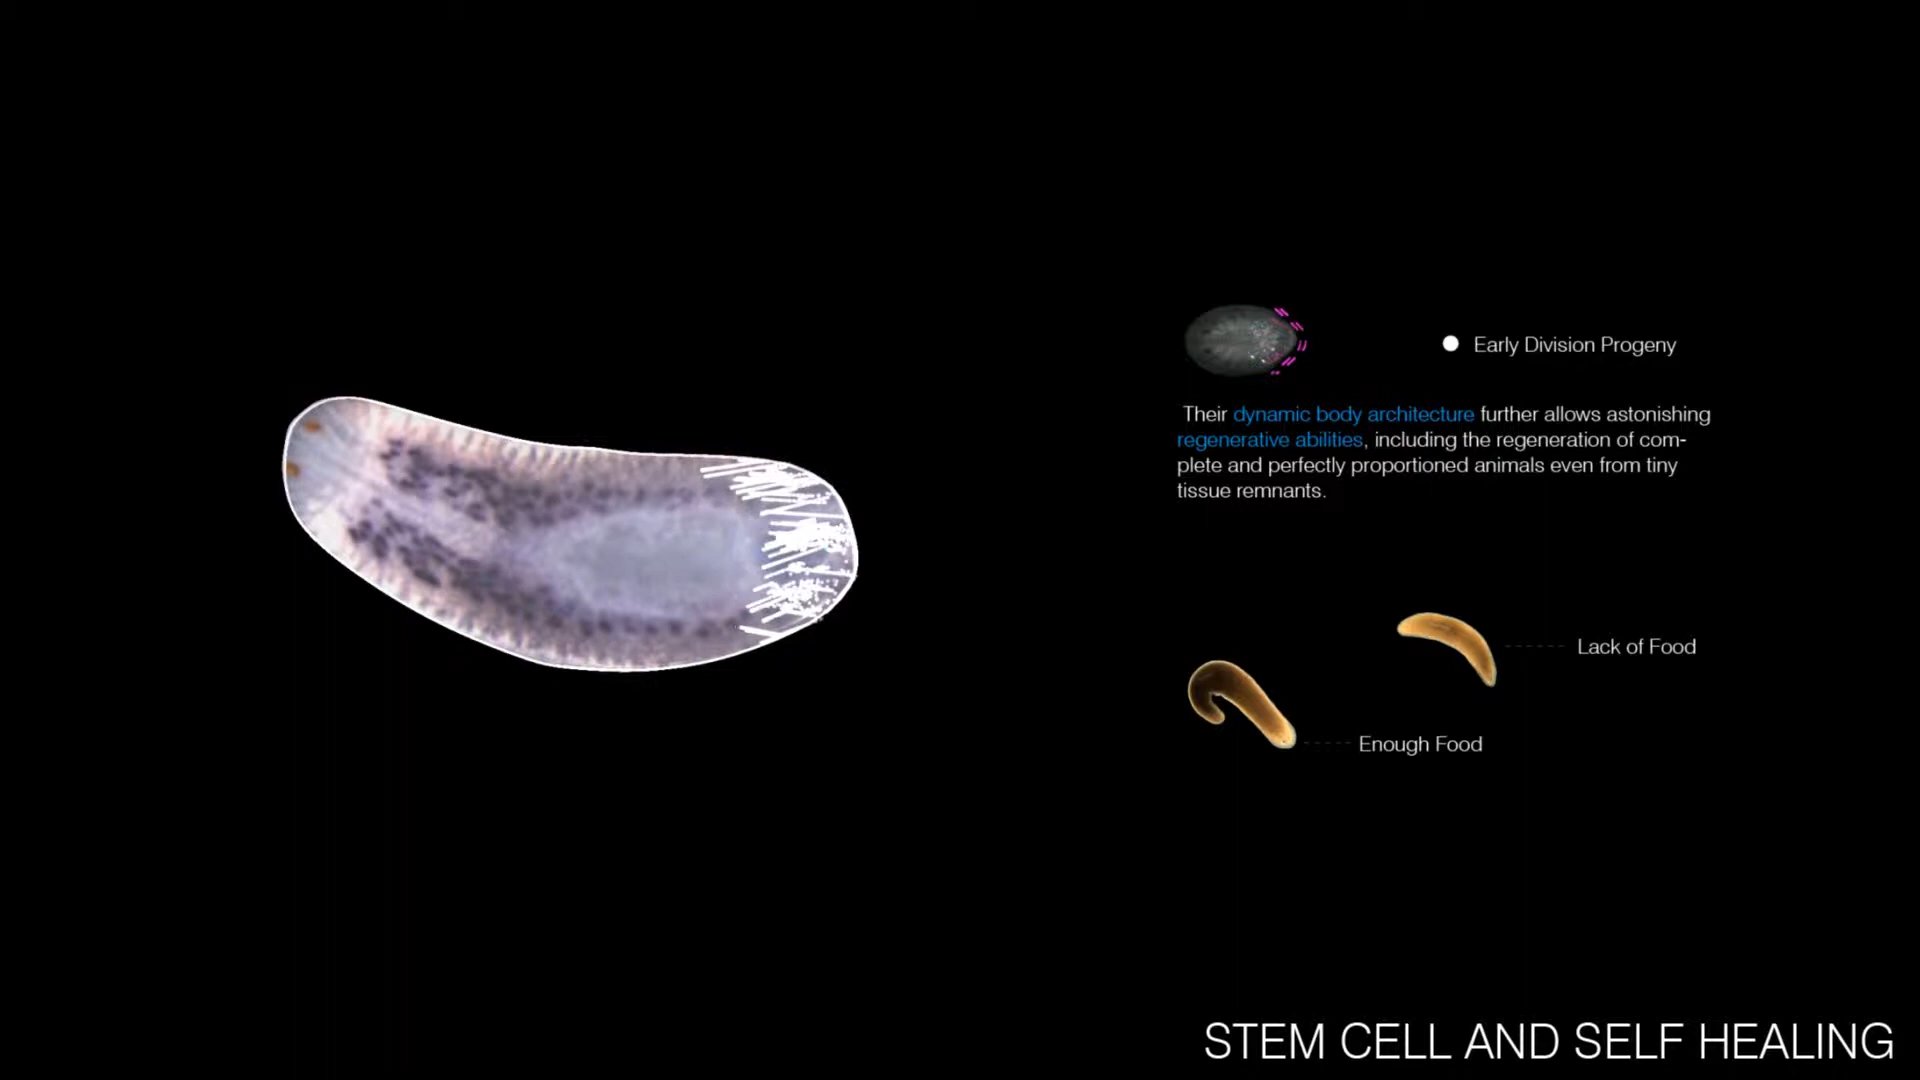 Early Division Progeny
Their dynamic body architecture further allows astonishing
regenerative abilities, including the regeneration of com-
plete and perfectly proportioned animals even from tiny
tissue remnants.
Lack of Food
Enough Food
STEM CELL AND SELF HEALING